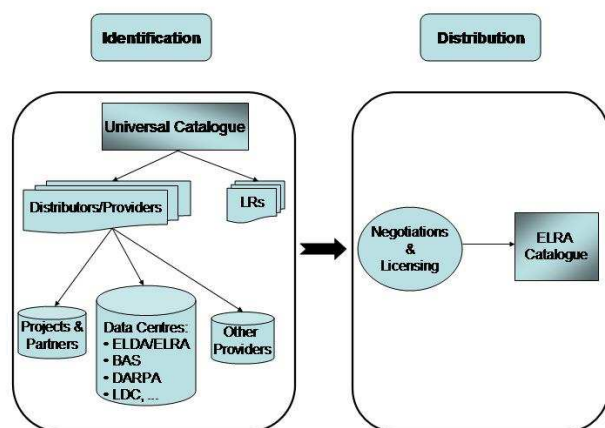 Identification
Distribution
Universal Catalogue
Distributors/Providers
LRs
Projects &
Partners
Data Centres:
• ELDA/ELRA
• BAS
• DARPA
• LDC, ...
Other
Providers
Negotiations
&
Licensing
ELRA
Catalogue